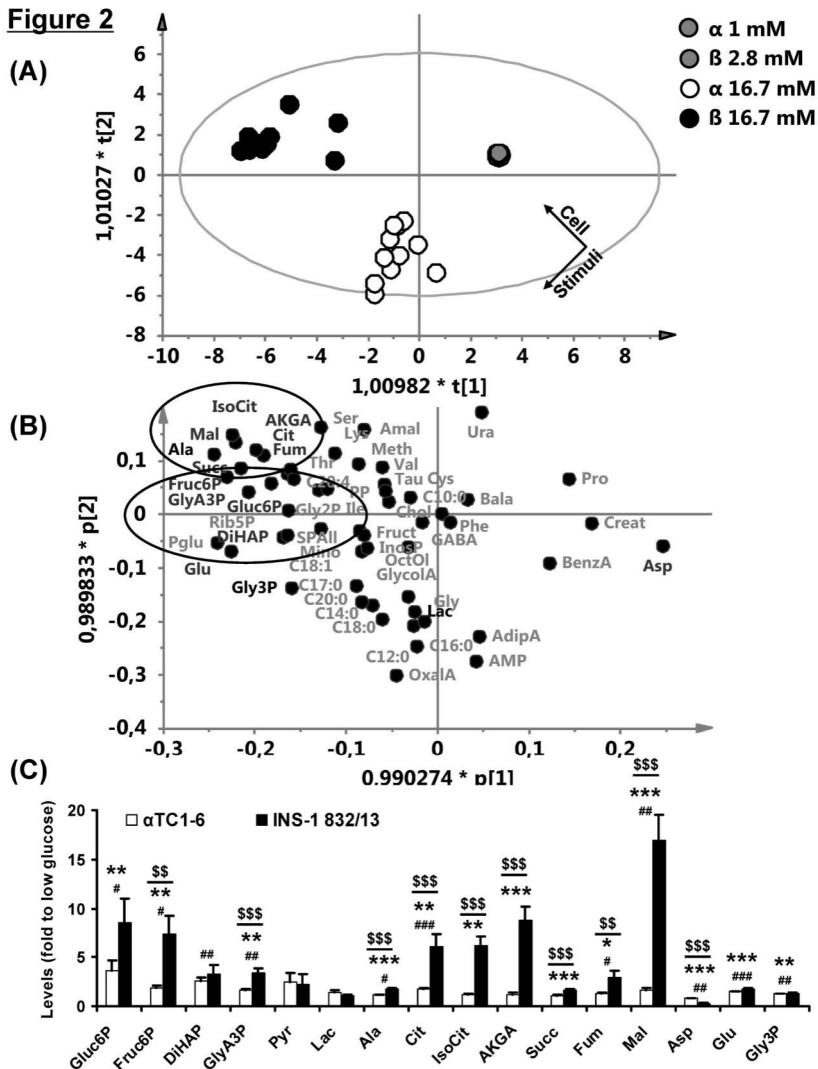 Figure 2
(A)
α 1 mM
ß 2.8 mM
α 16.7 mM
ß 16.7 mM
1,01027 * t[2]
6
4
2
0
-2
-4
-6
-8
Cell
Stimuli
-10 -8 -6 -4 -2 0 2 4 6 8
1,00982 * t[1]
(B)
0,989833 * p[2]
0,1
0
-0,1
-0,2
-0,3
-0,4
IsoCit
AKGA
Ser
Mal
Cit
Lys
Amal
Ura
Ala
Fum
Meth
Succ
Thr
Val
Fruc6P
Tau Cys
Pro
GlyA3P
C10:0
Bala
Gluc6P
Gly2P Ile
Chol
Rib5P
Phe
Creat
Pglu
DiHAP
SPAII
Fruct
GABA
Mino
InosP
Glu
C18:1
OctOl
BenzA
Asp
GlycolA
Gly3P
C17:0
C20:0
Gly
C14:0
Lac
C18:0
C16:0
AdipA
C12:0
AMP
OxalA
-0,3 -0,2 -0,1 0 0,1 0,2
0.990274 * p[1]
(C)
Levels (fold to low glucose)
20
15
10
5
0
αTC1-6 INS-1 832/13
** #
$$ ** #
##
$$$ ** ##
$$$ *** #
$$$ ** ###
$$$ **
$$$ ***
$$$ ***
$$ * #
$$$ *** ##
$$$ *** ##
*** ###
** ##
Gluc6P Fruc6P DiHAP GlyA3P Pyr Lac Ala Cit IsoCit AKGA Succ Fum Mal Asp Glu Gly3P